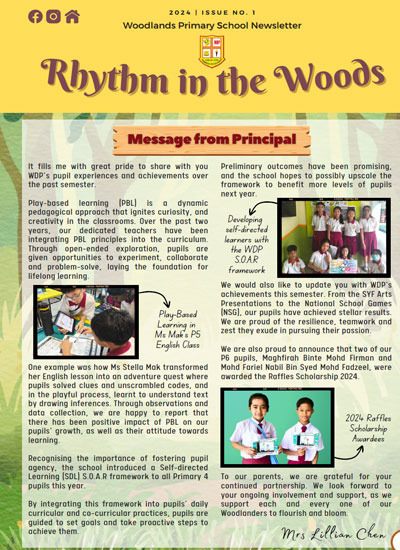 2024 | ISSUE NO. 1
Woodlands Primary School Newsletter
Rhythm in the Woods
Message from Principal
It fills me with great pride to share with you
WDP's pupil experiences and achievements over
the past semester.
Play-based learning (PBL) is a dynamic
pedagogical approach that ignites curiosity, and
creativity in the classrooms. Over the past two
years, our dedicated teachers have been
integrating PBL principles into the curriculum.
Through open-ended exploration, pupils are
given opportunities to experiment, collaborate
and problem-solve, laying the foundation for
lifelong learning.
Play-Based
Learning in
Ms Mak's P5
English Class
One example was how Ms Stella Mak transformed
her English lesson into an adventure quest where
pupils solved clues and unscrambled codes, and
in the playful process, learnt to understand text
by drawing inferences. Through observations and
data collection, we are happy to report that
there has been positive impact of PBL on our
pupils' growth, as well as their attitude towards
learning.
Recognising the importance of fostering pupil
agency, the school introduced a Self-directed
Learning (SDL) S.O.A.R framework to all Primary 4
pupils this year.
By integrating this framework into pupils' daily
curricular and co-curricular practices, pupils are
guided to set goals and take proactive steps to
achieve them.
Preliminary outcomes have been promising,
and the school hopes to possibly upscale the
framework to benefit more levels of pupils
next year.
Developing
self-directed
learners with
the WDP
S.O.A.R
framework
We would also like to update you with WDP's
achievements this semester. From the SYF Arts
Presentations to the National School Games
(NSG), our pupils have achieved stellar results.
We are proud of the resilience, teamwork and
zest they exude in pursuing their passion.
We are also proud to announce that two of our
P6 pupils, Maghfirah Binte Mohd Firman and
Mohd Fariel Nabil Bin Syed Mohd Fadzeel, were
awarded the Raffles Scholarship 2024.
2024 Raffles
Scholarship
Awardees
To our parents, we are grateful for your
continued partnership. We look forward to
your ongoing involvement and support, as we
support each and every one of our
Woodlanders to flourish and bloom.
Mrs Lillian Chen